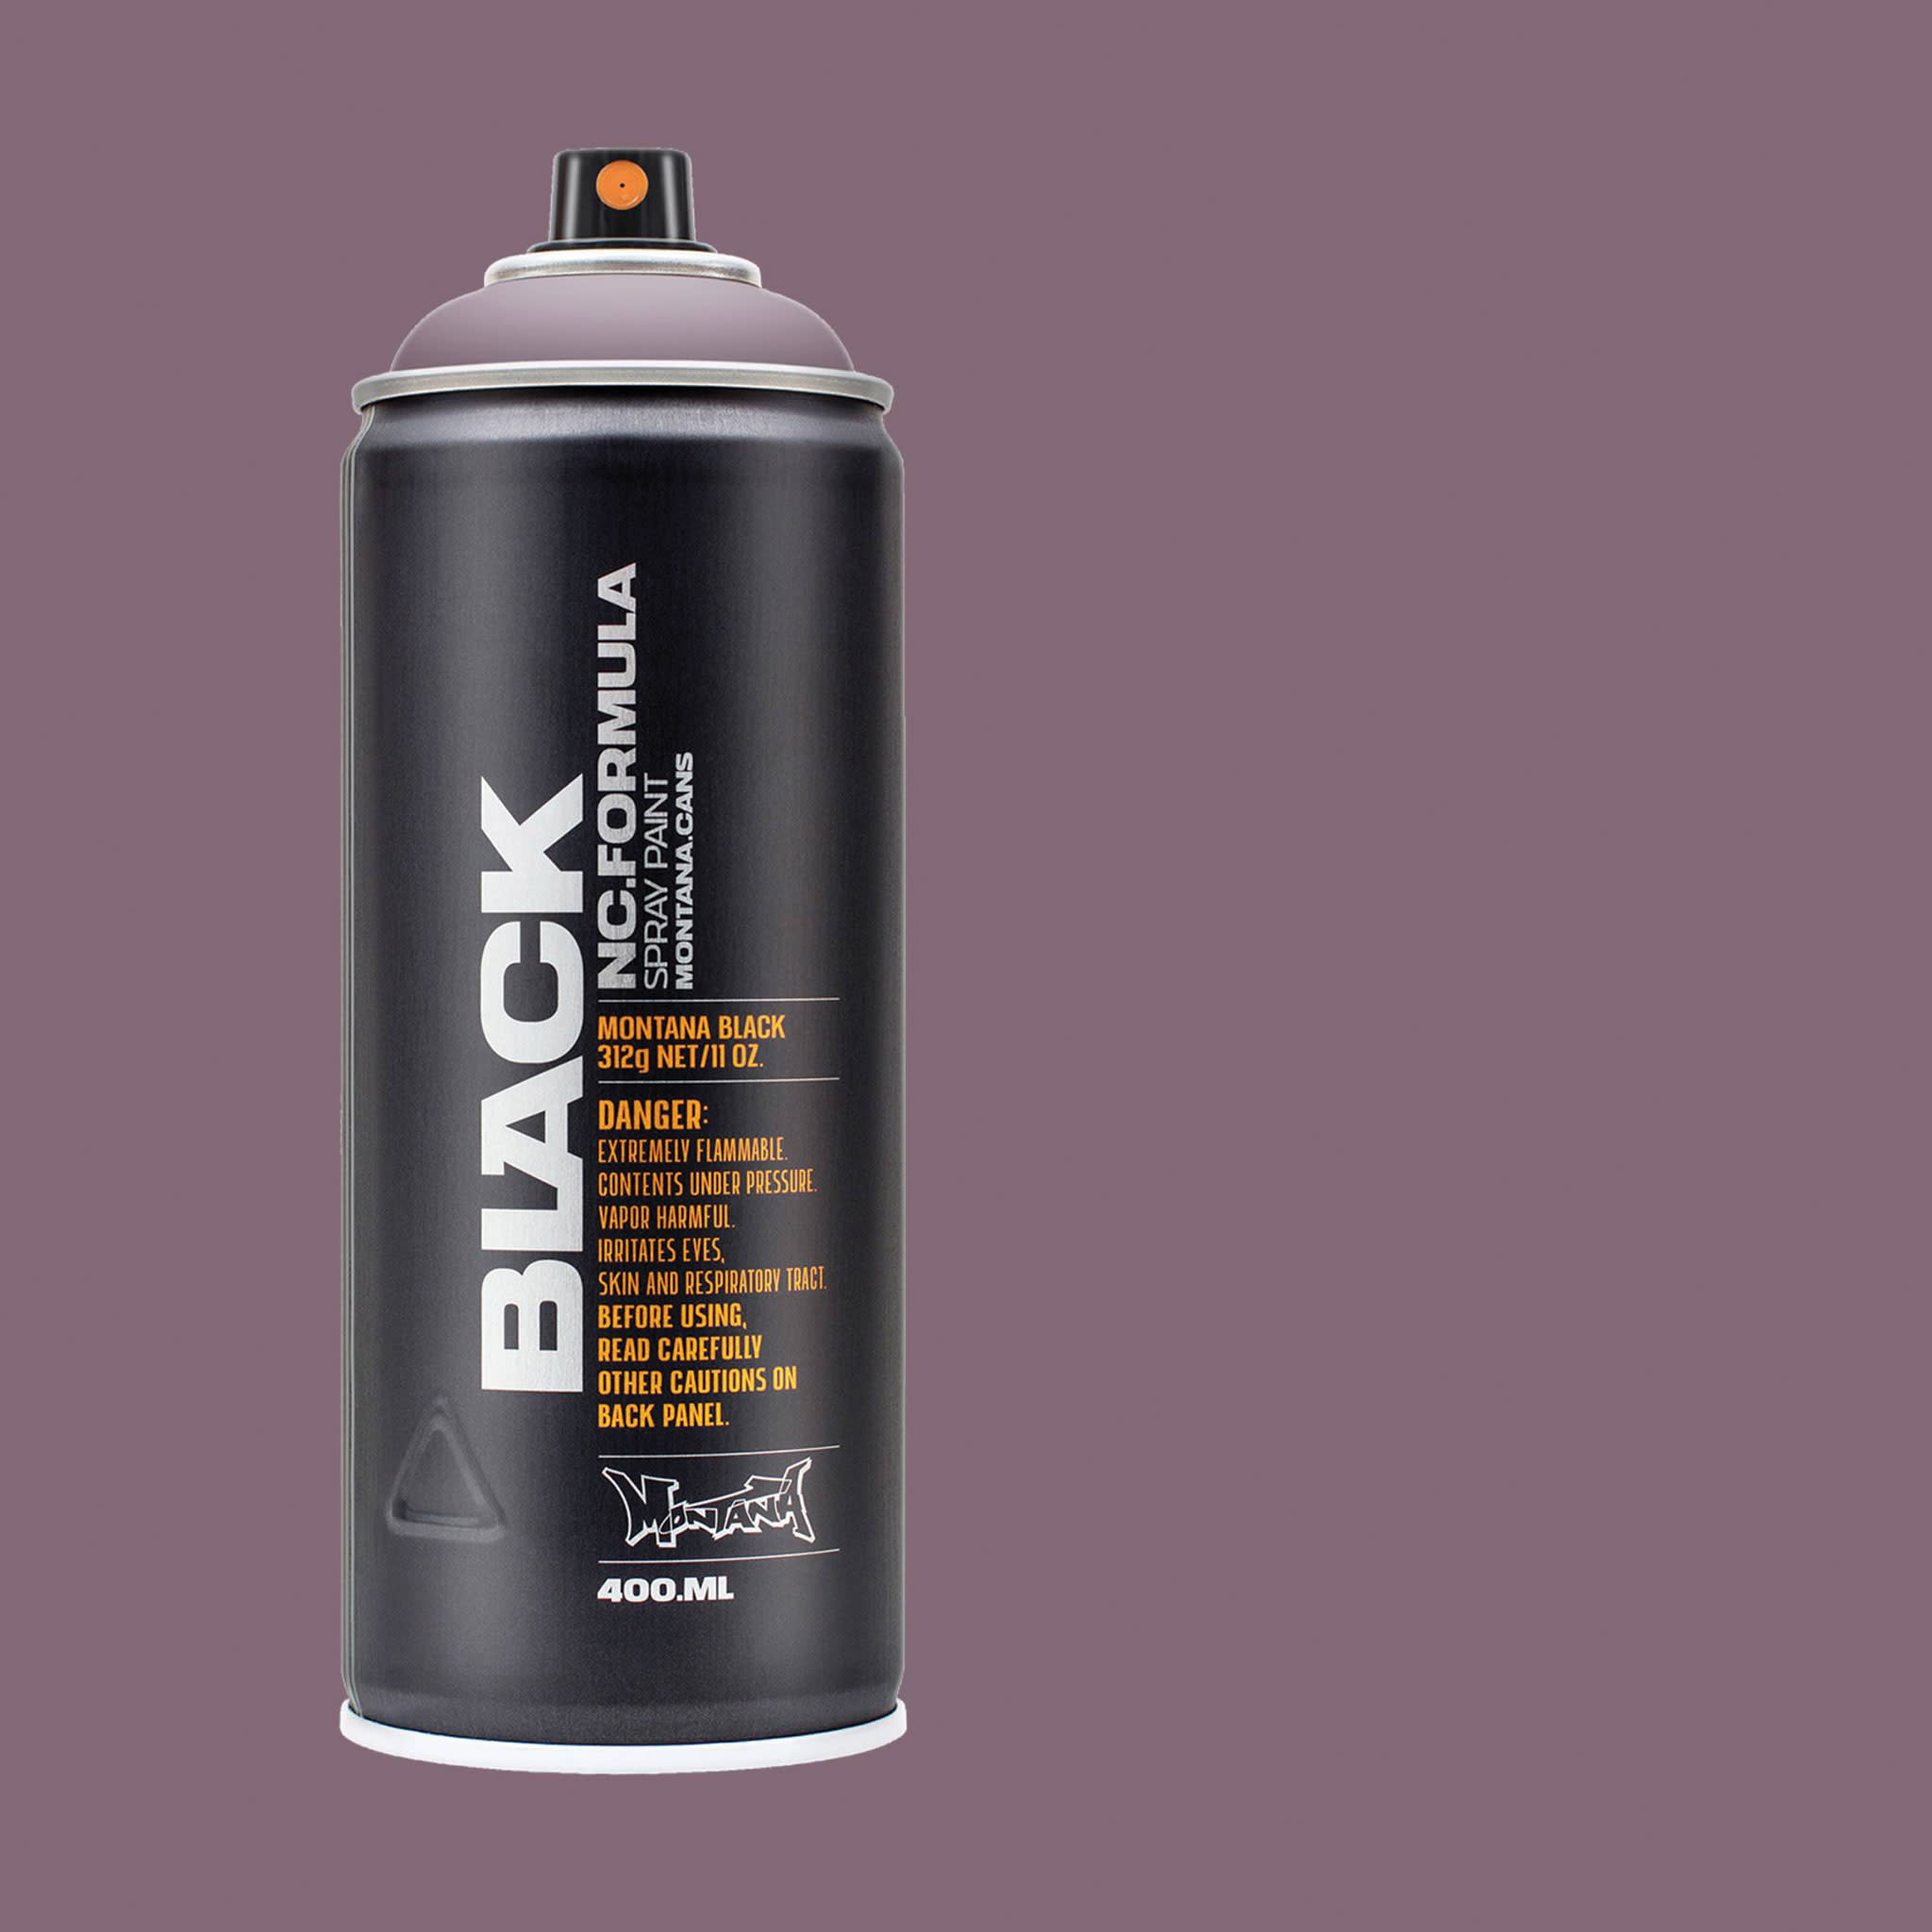 BLACK
NC.FORMULA
SPRAY PAINT
MONTANA.CANS
MONTANA BLACK
312g NET/11 OZ.
DANGER:
EXTREMELY FLAMMABLE.
CONTENTS UNDER PRESSURE.
VAPOR HARMFUL.
IRRITATES EYES,
SKIN AND RESPIRATORY TRACT.
BEFORE USING,
READ CAREFULLY
OTHER CAUTIONS ON
BACK PANEL.
MONTANA
400.ML